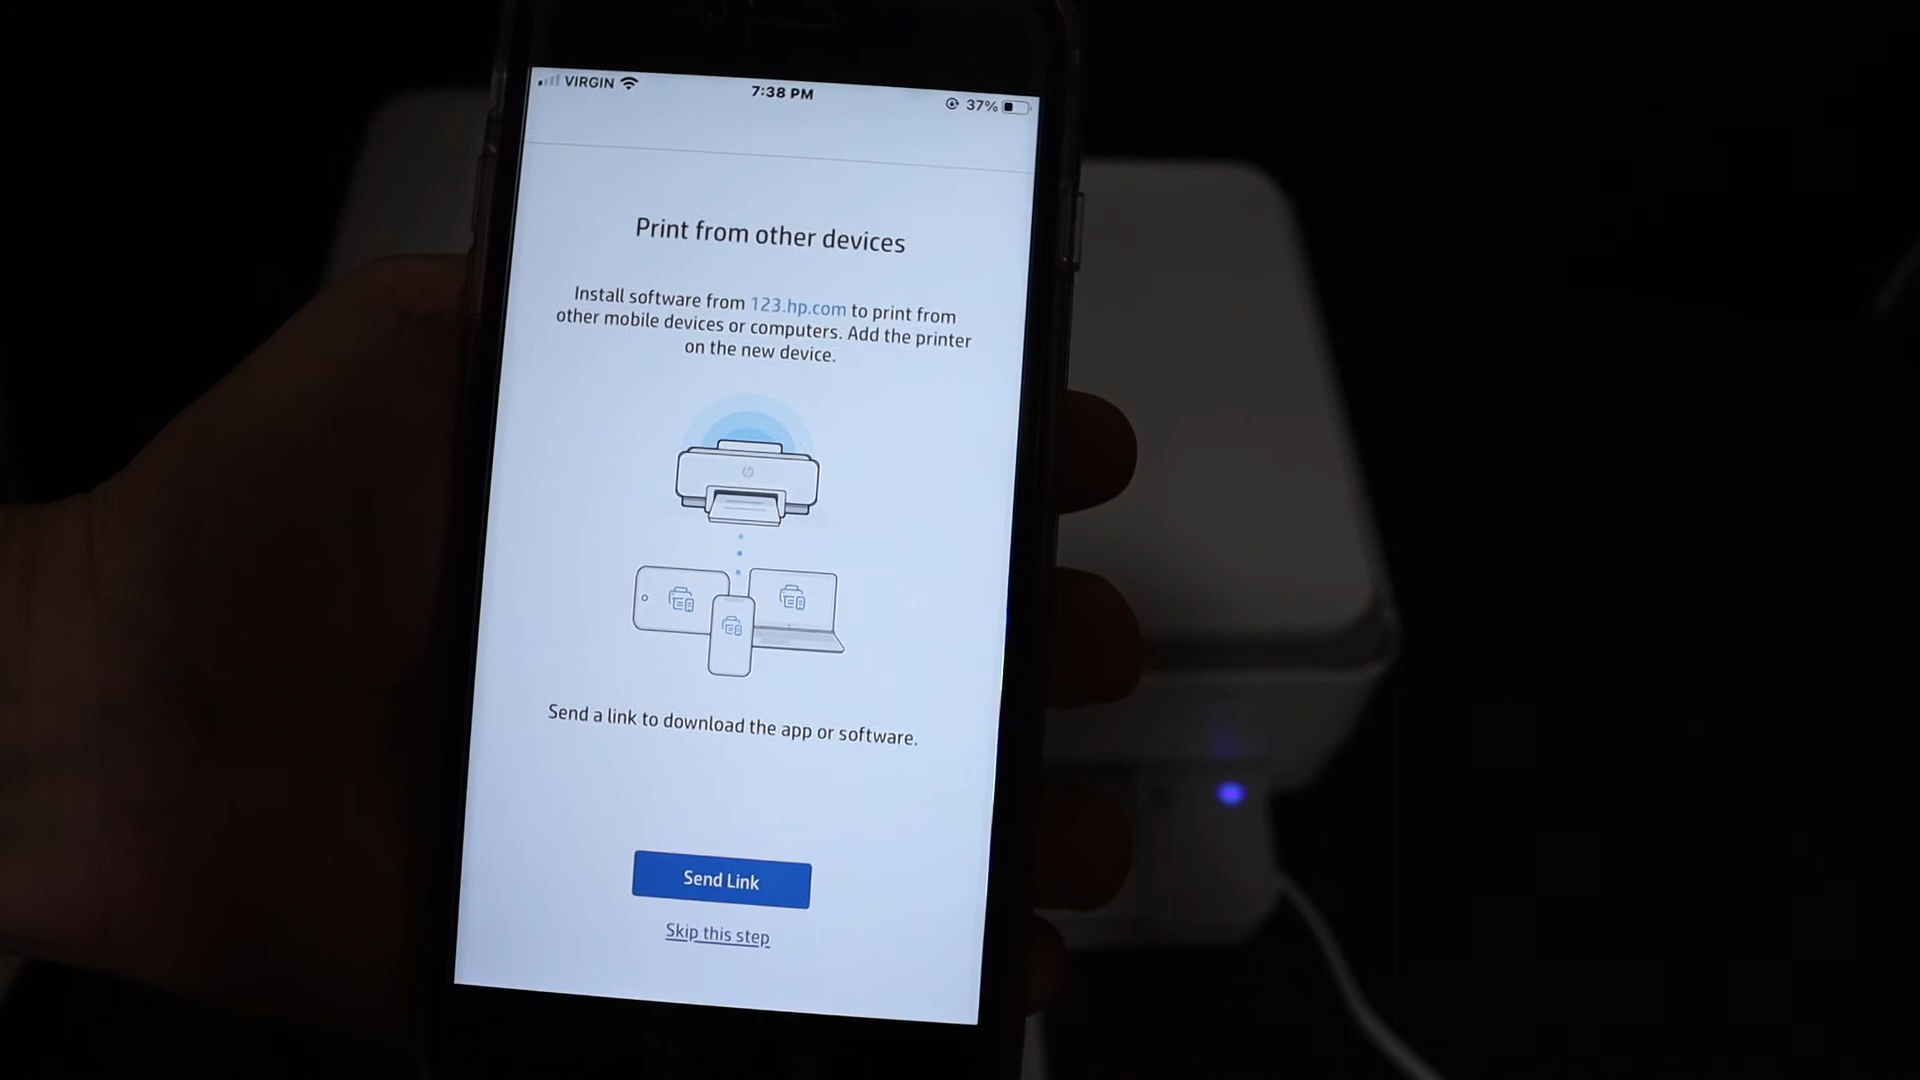 VIRGIN
7:38 PM
37%
Print from other devices
Install software from 123.hp.com to print from
other mobile devices or computers. Add the printer
on the new device.
hp
Send a link to download the app or software.
Send Link
Skip this step